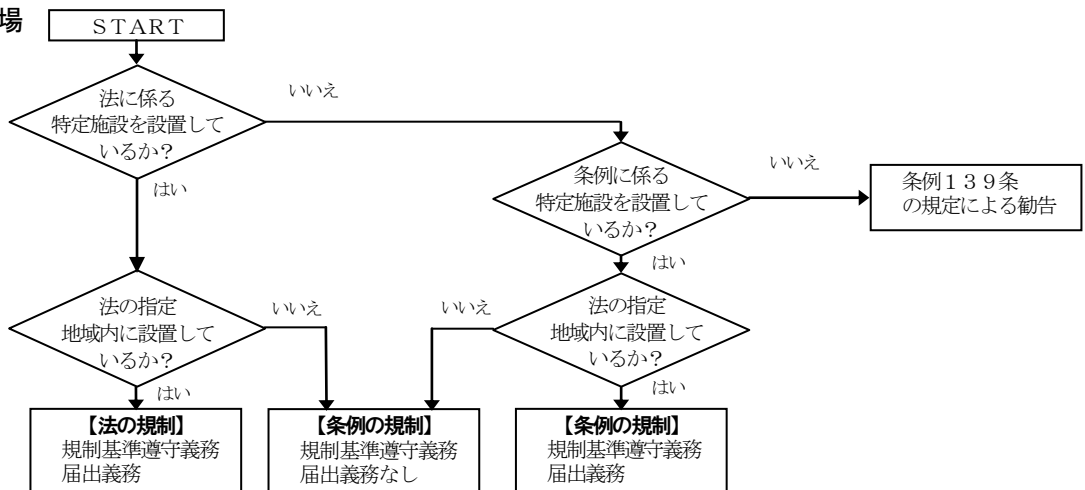 場
ＳＴＡＲＴ
法に係る
特定施設を設置して
いるか？
いいえ
はい
条例に係る
特定施設を設置して
いるか？
いいえ
はい
条例１３９条
の規定による勧告
法の指定
地域内に設置して
いるか？
いいえ
はい
いいえ
法の指定
地域内に設置して
いるか？
はい
【法の規制】
規制基準遵守義務
届出義務
【条例の規制】
規制基準遵守義務
届出義務なし
【条例の規制】
規制基準遵守義務
届出義務